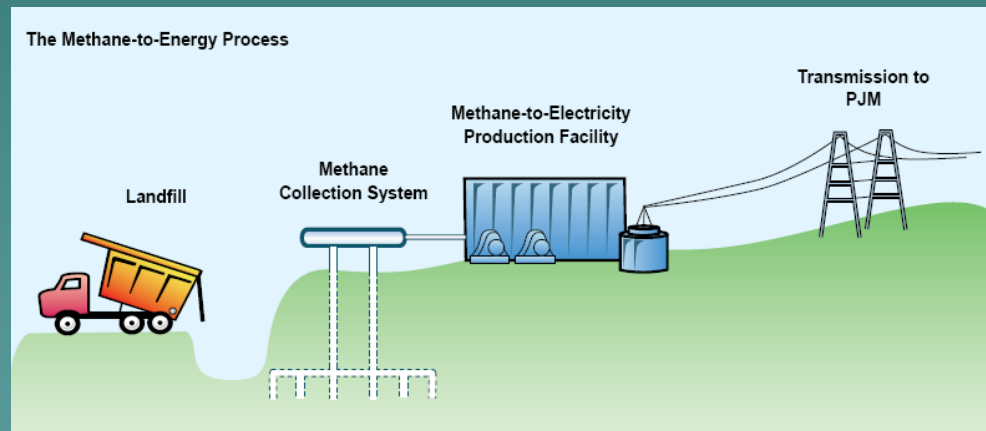 The Methane-to-Energy Process
Transmission to
PJM
Methane-to-Electricity
Production Facility
Methane
Collection System
Landfill